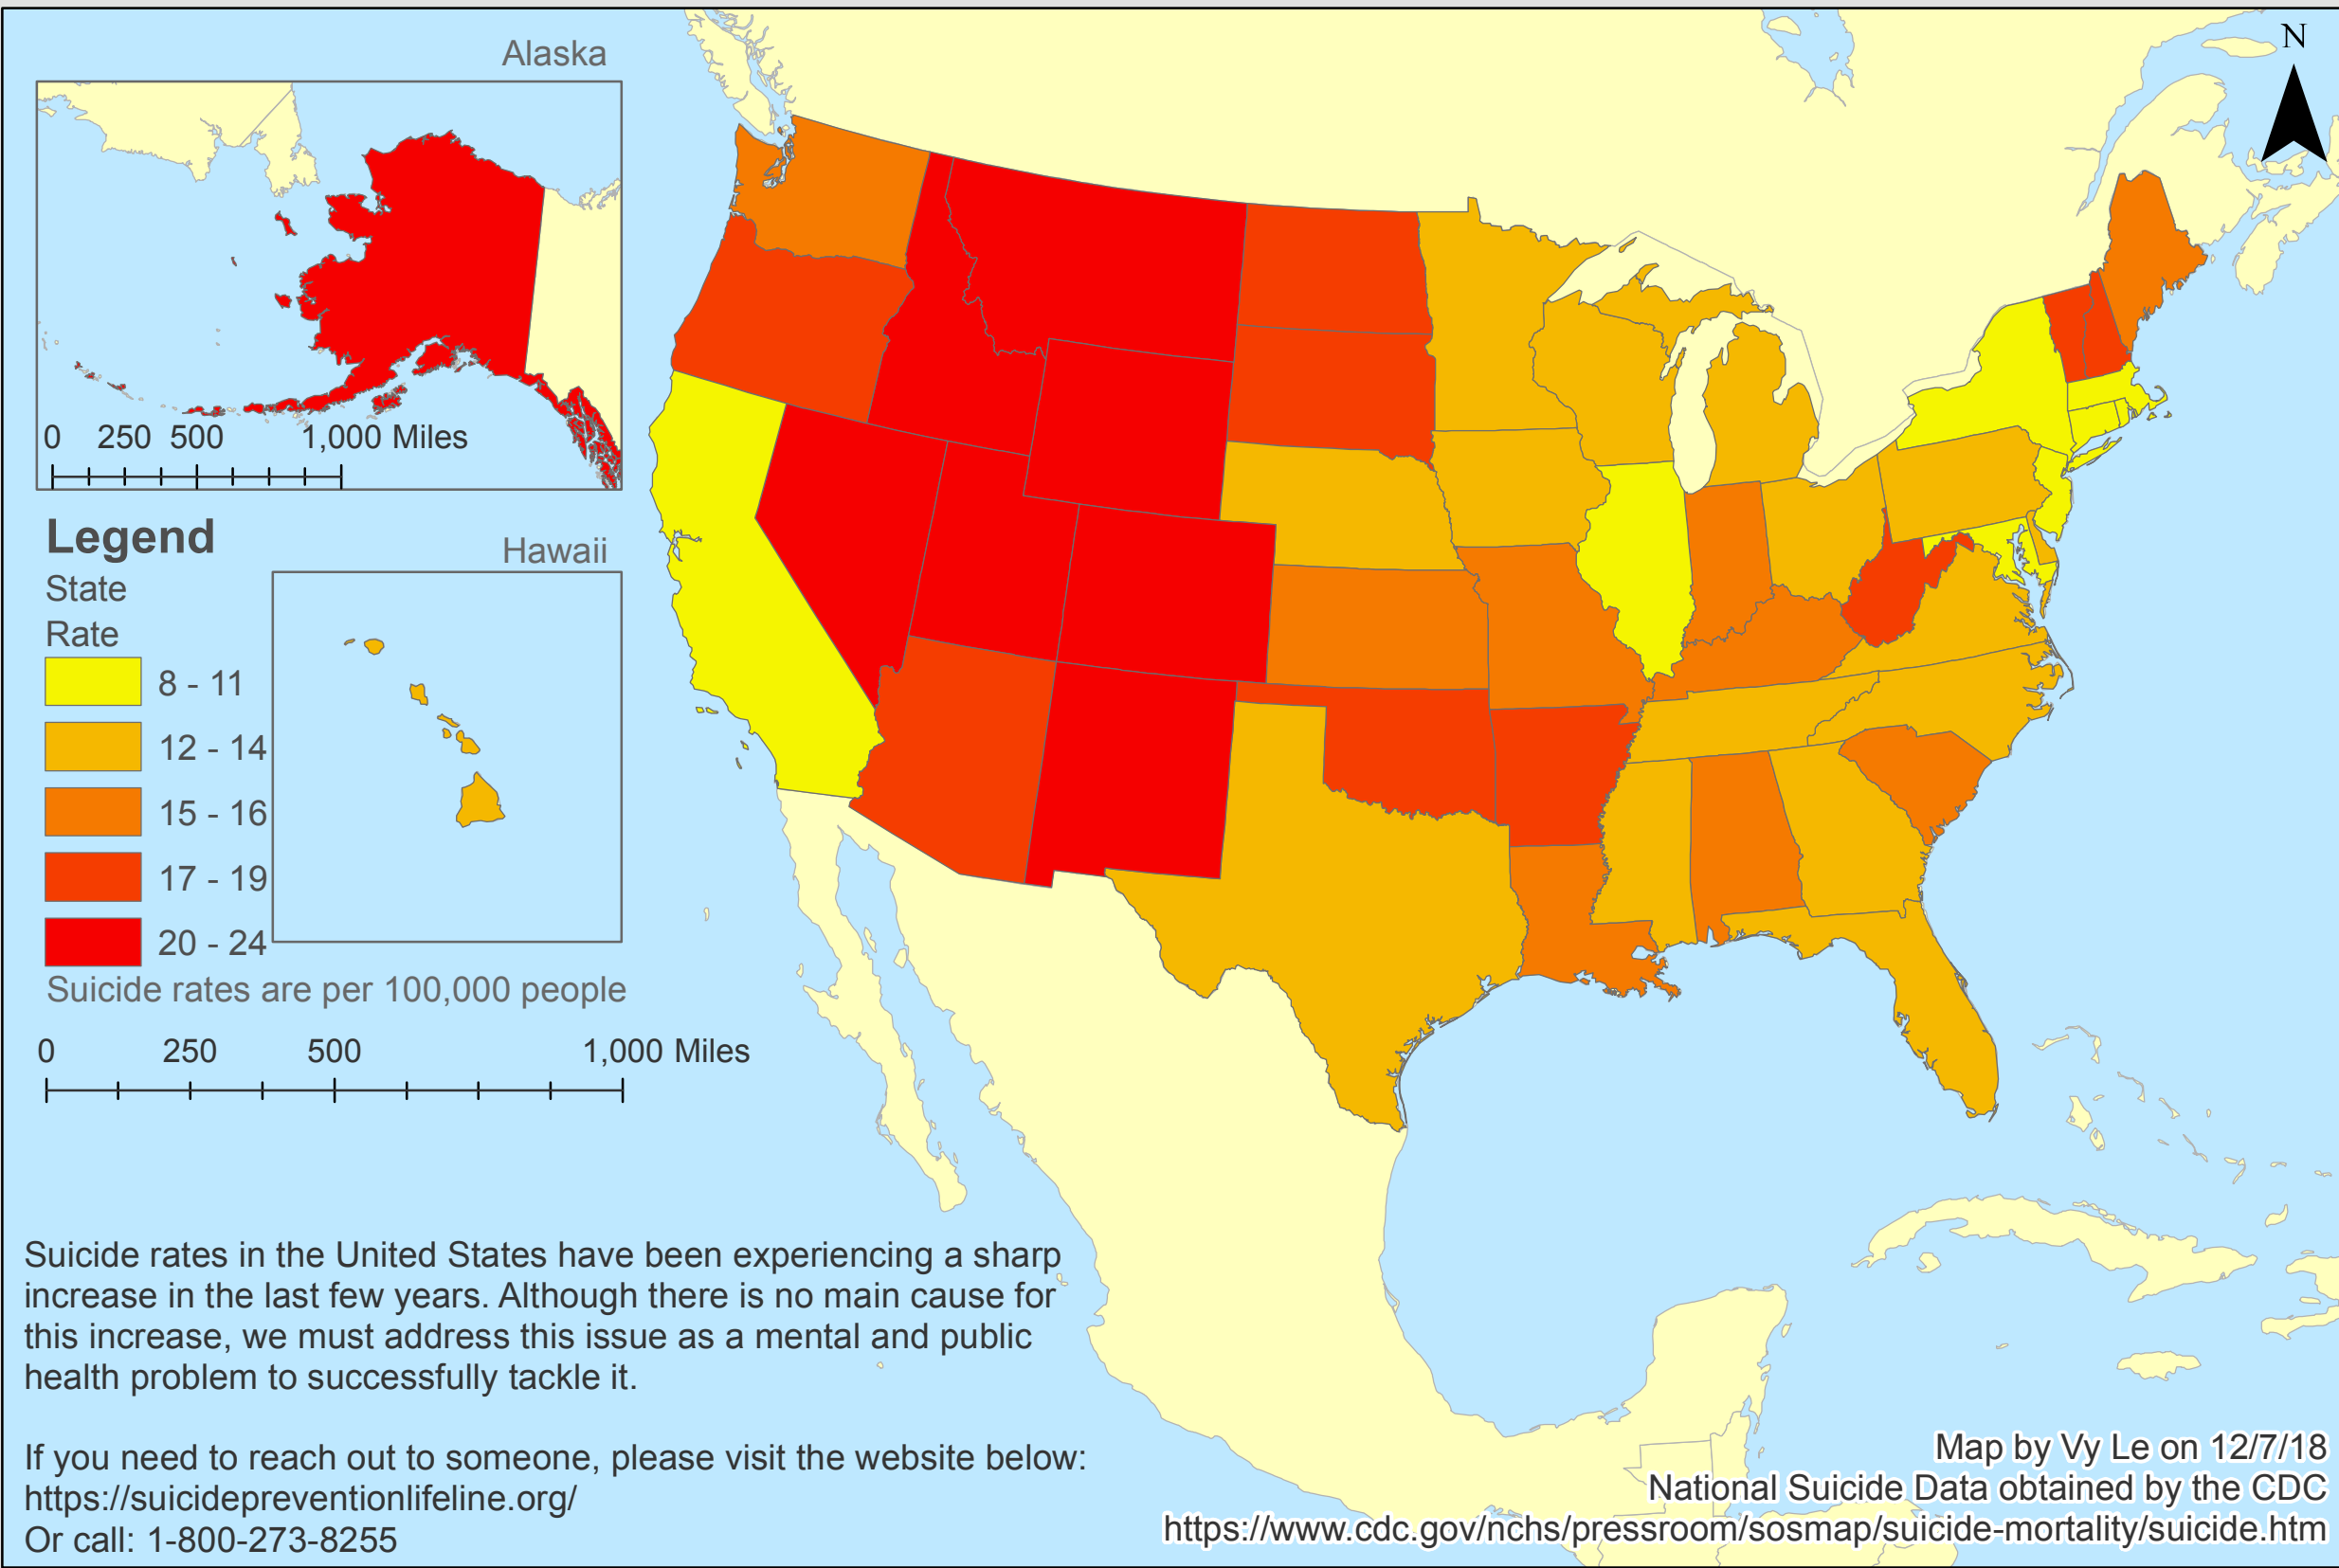 Alaska
N
0 250 500 1,000 Miles
Legend
Hawaii
State
Rate
8 - 11
12 - 14
15 - 16
17 - 19
20 - 24
Suicide rates are per 100,000 people
0 250 500 1,000 Miles
Suicide rates in the United States have been experiencing a sharp
increase in the last few years. Although there is no main cause for
this increase, we must address this issue as a mental and public
health problem to successfully tackle it.
If you need to reach out to someone, please visit the website below:
https://suicidepreventionlifeline.org/
Or call: 1-800-273-8255
Map by Vy Le on 12/7/18
National Suicide Data obtained by the CDC
https://www.cdc.gov/nchs/pressroom/sosmap/suicide-mortality/suicide.htm